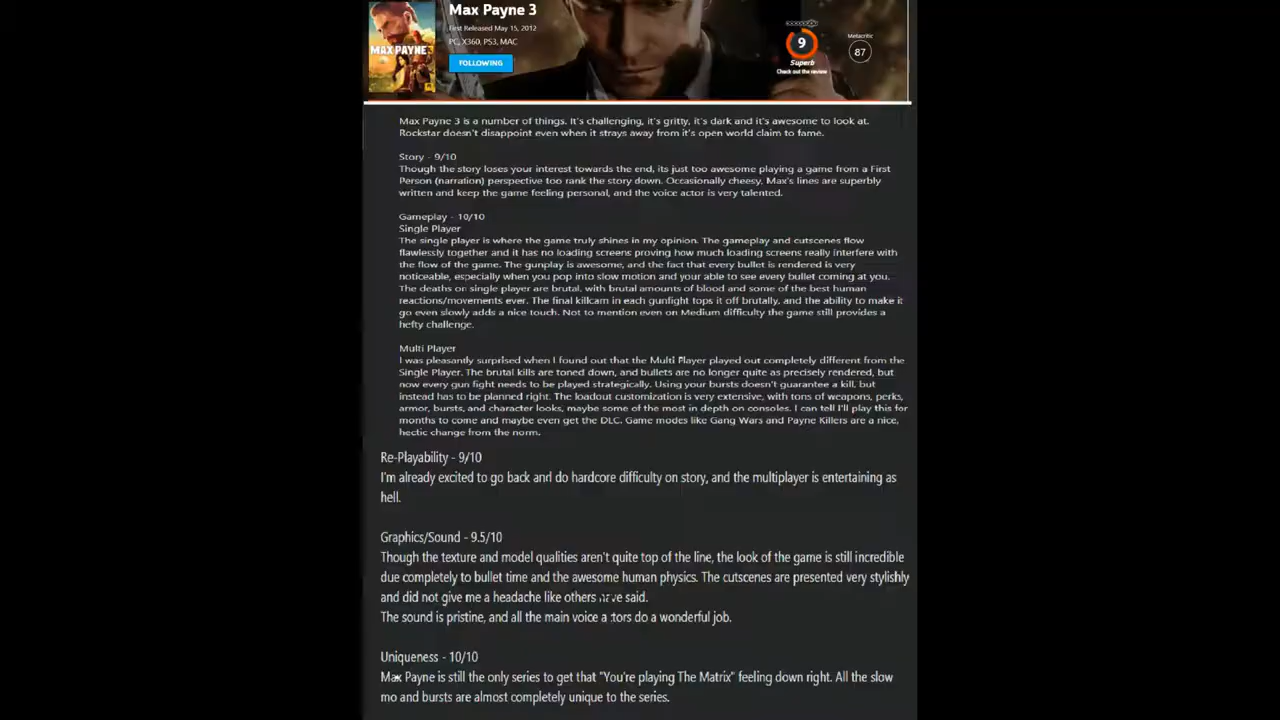 Max Payne 3
First Released May 15, 2012
PC, X360, PS3, MAC
FOLLOWING
MAX PAYNE 3
9
Superb
Check out the review
Metacritic
87
Max Payne 3 is a number of things. It's challenging, it's gritty, it's dark and it's awesome to look at.
Rockstar doesn't disappoint even when it strays away from it's open world claim to fame.
Story - 9/10
Though the story loses your interest towards the end, its just too awesome playing a game from a First
Person (narration) perspective too rank the story down. Occasionally cheesy, Max's lines are superbly
written and keep the game feeling personal, and the voice actor is very talented.
Gameplay - 10/10
Single Player
The single player is where the game truly shines in my opinion. The gameplay and cutscenes flow
flawlessly together and it has no loading screens proving how much loading screens really interfere with
the flow of the game. The gunplay is awesome, and the fact that every bullet is rendered is very
noticeable, especially when you pop into slow motion and your able to see every bullet coming at you.
The deaths on single player are brutal, with brutal amounts of blood and some of the best human
reactions/movements ever. The final killcam in each gunfight tops it off brutally, and the ability to make it
go even slowly adds a nice touch. Not to mention even on Medium difficulty the game still provides a
hefty challenge.
Multi Player
I was pleasantly surprised when I found out that the Multi Player played out completely different from the
Single Player. The brutal kills are toned down, and bullets are no longer quite as precisely rendered, but
now every gun fight needs to be played strategically. Using your bursts doesn't guarantee a kill, but
instead has to be planned right. The loadout customization is very extensive, with tons of weapons, perks,
armor, bursts, and character looks, maybe some of the most in depth on consoles. I can tell I'll play this for
months to come and maybe even get the DLC. Game modes like Gang Wars and Payne Killers are a nice,
hectic change from the norm.
Re-Playability - 9/10
I'm already excited to go back and do hardcore difficulty on story, and the multiplayer is entertaining as
hell.
Graphics/Sound - 9.5/10
Though the texture and model qualities aren't quite top of the line, the look of the game is still incredible
due completely to bullet time and the awesome human physics. The cutscenes are presented very stylishly
and did not give me a headache like others have said.
The sound is pristine, and all the main voice actors do a wonderful job.
Uniqueness - 10/10
Max Payne is still the only series to get that "You're playing The Matrix" feeling down right. All the slow
mo and bursts are almost completely unique to the series.